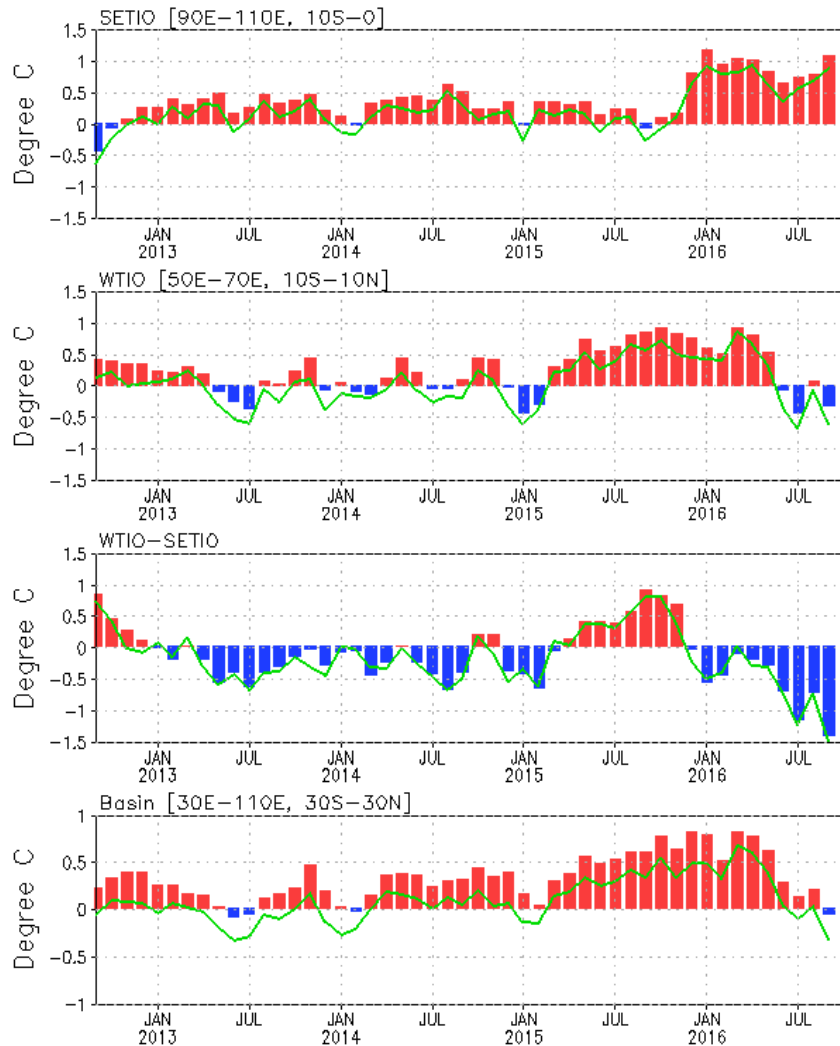 SETIO [90E-110E, 10S-0]
Degree C
1.5
1
0.5
0
-0.5
-1
-1.5
JAN JUL JAN JUL JAN JUL JAN JUL
2013 2014 2015 2016
WTIO [50E-70E, 10S-10N]
Degree C
1.5
1
0.5
0
-0.5
-1
-1.5
JAN JUL JAN JUL JAN JUL JAN JUL
2013 2014 2015 2016
WTIO-SETIO
Degree C
1.5
1
0.5
0
-0.5
-1
-1.5
JAN JUL JAN JUL JAN JUL JAN JUL
2013 2014 2015 2016
Basin [30E-110E, 30S-30N]
Degree C
1
0.5
0
-0.5
-1
JAN JUL JAN JUL JAN JUL JAN JUL
2013 2014 2015 2016